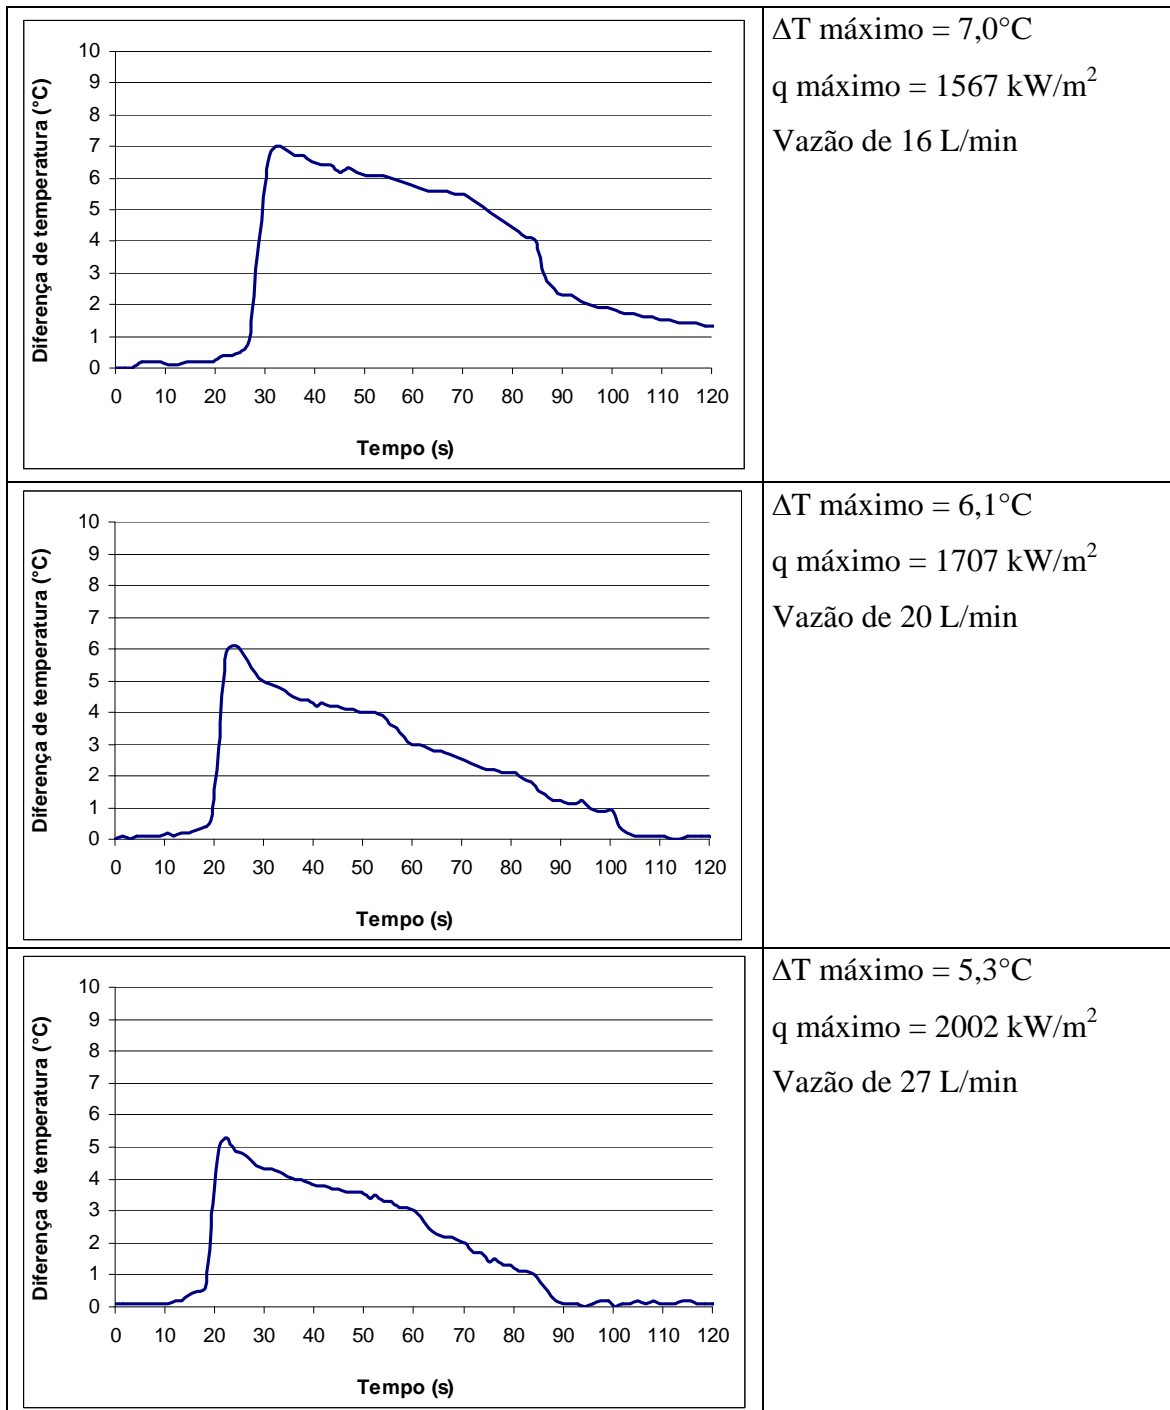 ΔT máximo = 7,0°C
q máximo = 1567 kW/m²
Vazão de 16 L/min
Diferença de temperatura (°C)
10
9
8
7
6
5
4
3
2
1
0
0 10 20 30 40 50 60 70 80 90 100 110 120
Tempo (s)
ΔT máximo = 6,1°C
q máximo = 1707 kW/m²
Vazão de 20 L/min
Diferença de temperatura (°C)
10
9
8
7
6
5
4
3
2
1
0
0 10 20 30 40 50 60 70 80 90 100 110 120
Tempo (s)
ΔT máximo = 5,3°C
q máximo = 2002 kW/m²
Vazão de 27 L/min
Diferença de temperatura (°C)
10
9
8
7
6
5
4
3
2
1
0
0 10 20 30 40 50 60 70 80 90 100 110 120
Tempo (s)